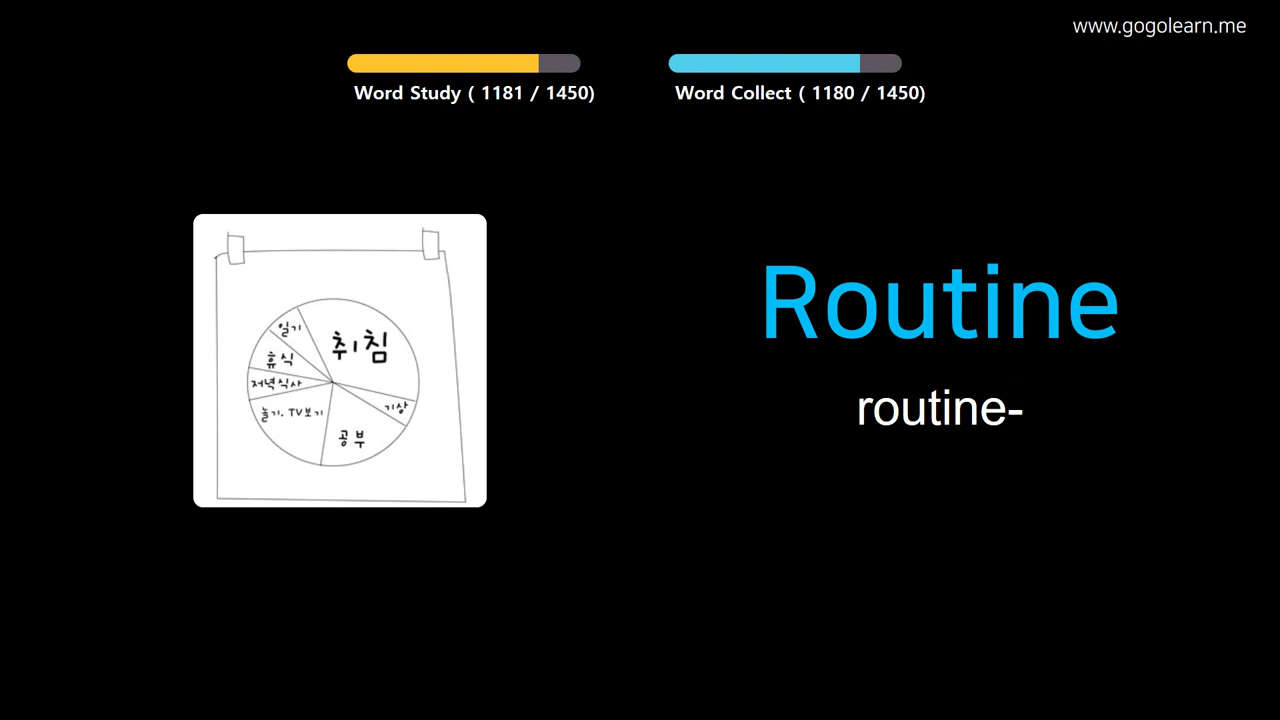 www.gogolearn.me
Word Study ( 1181 / 1450)
Word Collect ( 1180 / 1450)
일기
취침
휴식
저녁식사
놀기. TV보기
기상
공부
Routine
routine-